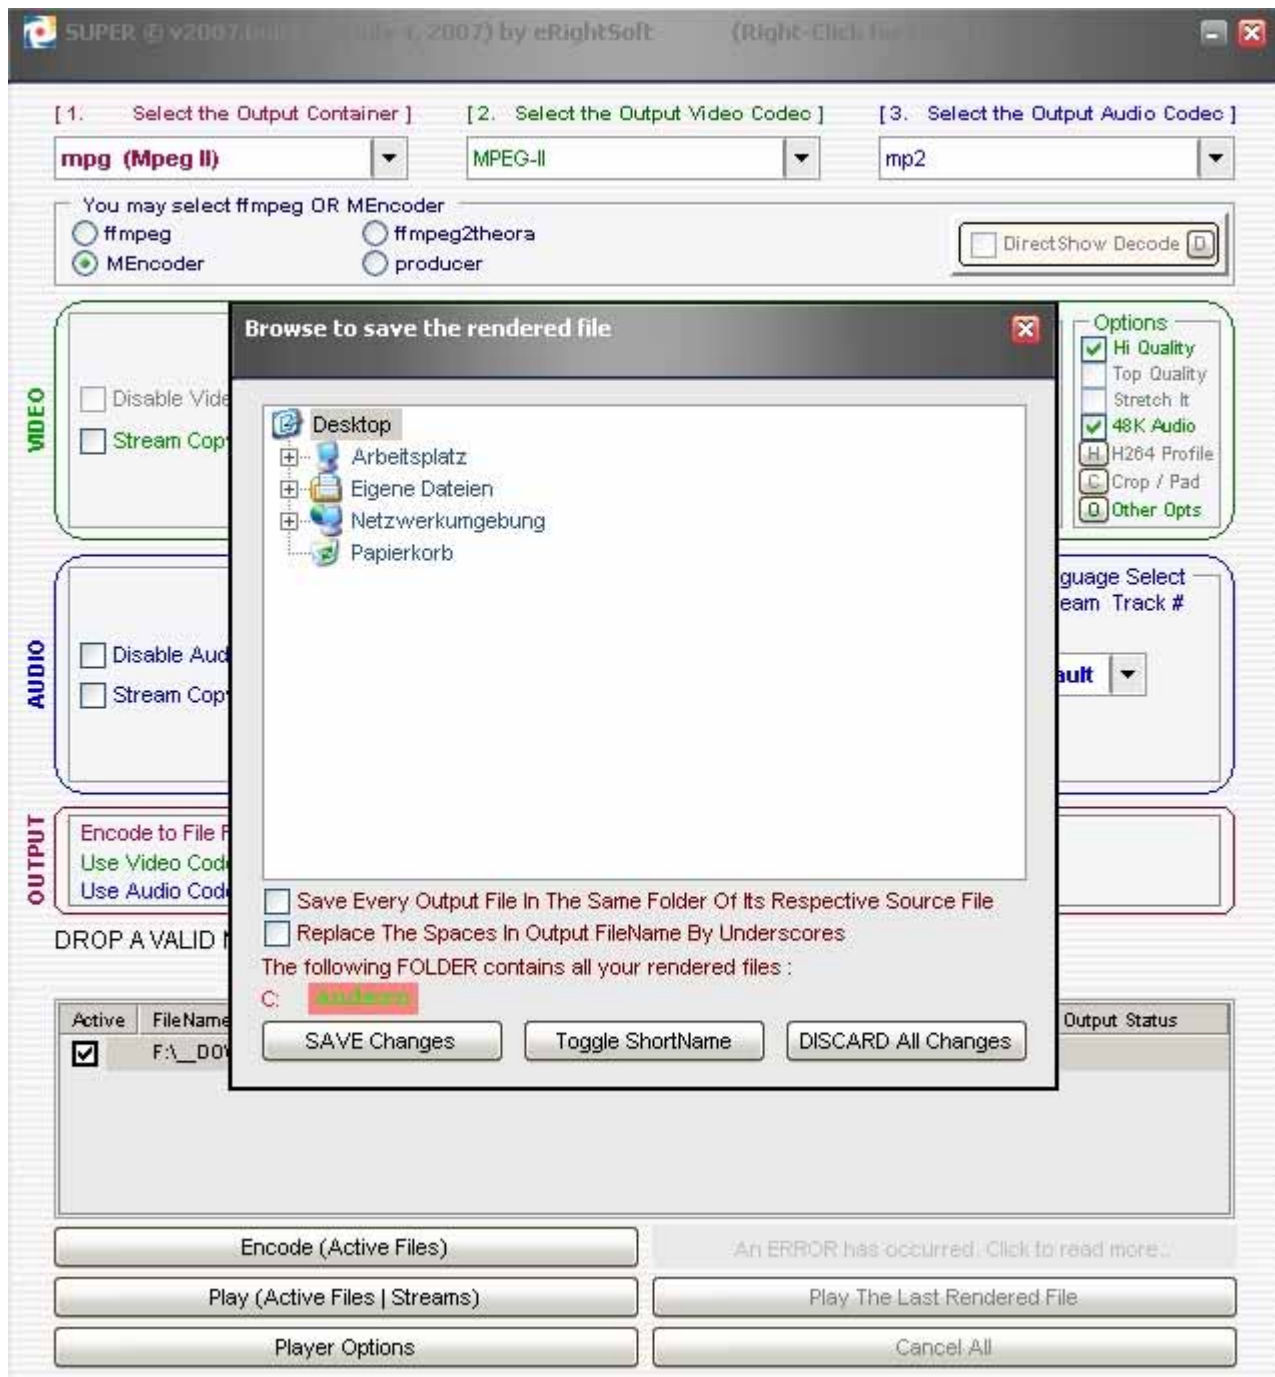 SUPER © v2007. 2007) by eRightSoft (Right-Click
[ 1. Select the Output Container ] [ 2. Select the Output Video Codec ] [ 3. Select the Output Audio Codec ]
mpg (Mpeg II) MPEG-II mp2
You may select ffmpeg OR MEncoder
ffmpeg ffmpeg2theora
MEncoder producer
DirectShow Decode D
Browse to save the rendered file
VIDEO
Disable Vide
Stream Cop
Options
Hi Quality
Top Quality
Stretch It
48K Audio
H H264 Profile
C Crop / Pad
O Other Opts
Desktop
Arbeitsplatz
Eigene Dateien
Netzwerkumgebung
Papierkorb
AUDIO
Disable Aud
Stream Cop
guage Select
eam Track #
ault
OUTPUT
Encode to File F
Use Video Cod
Use Audio Cod
Save Every Output File In The Same Folder Of Its Respective Source File
Replace The Spaces In Output FileName By Underscores
DROP A VALID
The following FOLDER contains all your rendered files :
C:
SAVE Changes Toggle ShortName DISCARD All Changes
Active FileName Output Status
F:\__DO
Encode (Active Files) An ERROR has occurred. Click to read more..
Play (Active Files | Streams) Play The Last Rendered File
Player Options Cancel All